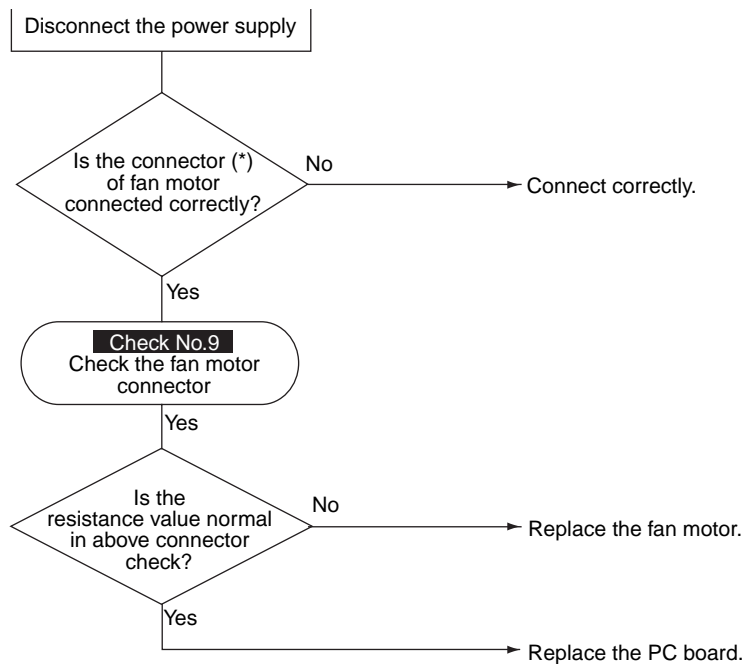 Disconnect the power supply
Is the connector (*)
of fan motor
connected correctly?
No
Connect correctly.
Yes
Check No.9
Check the fan motor
connector
Yes
Is the
resistance value normal
in above connector
check?
No
Replace the fan motor.
Yes
Replace the PC board.